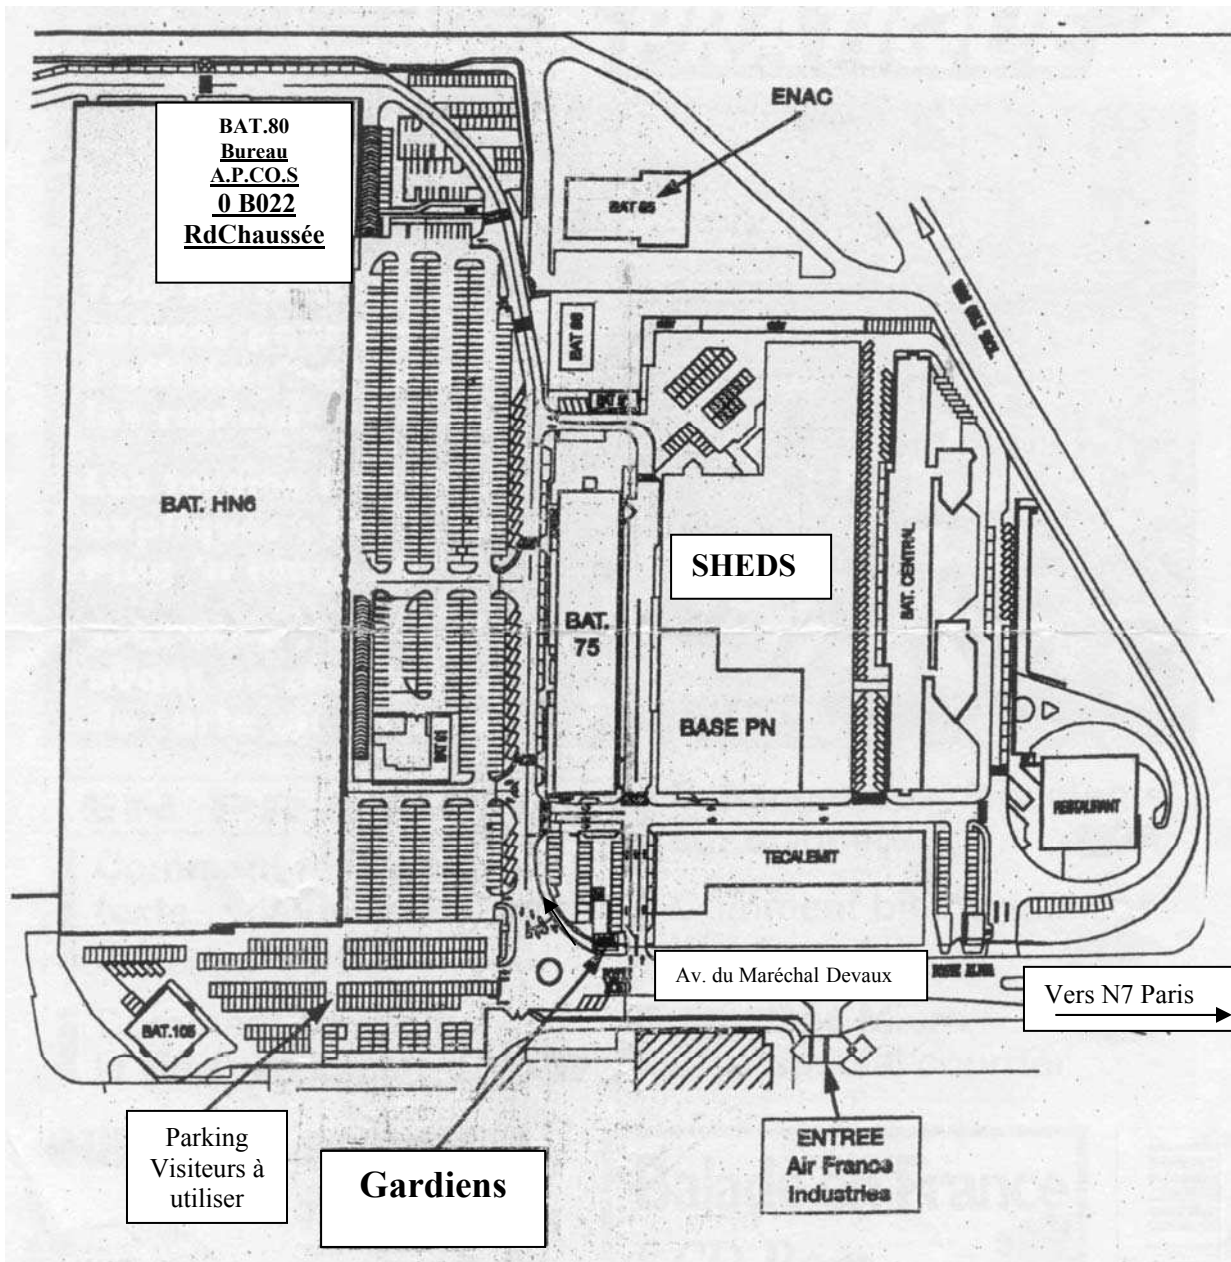 ENAC
BAT.80
Bureau
A.P.CO.S
0 B022
RdChaussée
BAT 85
BAT 86
BAT. HN6
SHEDS
BAT.
75
BAT. CENTRAL
BASE PN
RESTAURANT
TECALEMIT
Av. du Maréchal Devaux
Vers N7 Paris
BAT.105
Parking
Visiteurs à
utiliser
Gardiens
ENTREE
Air France
Industries